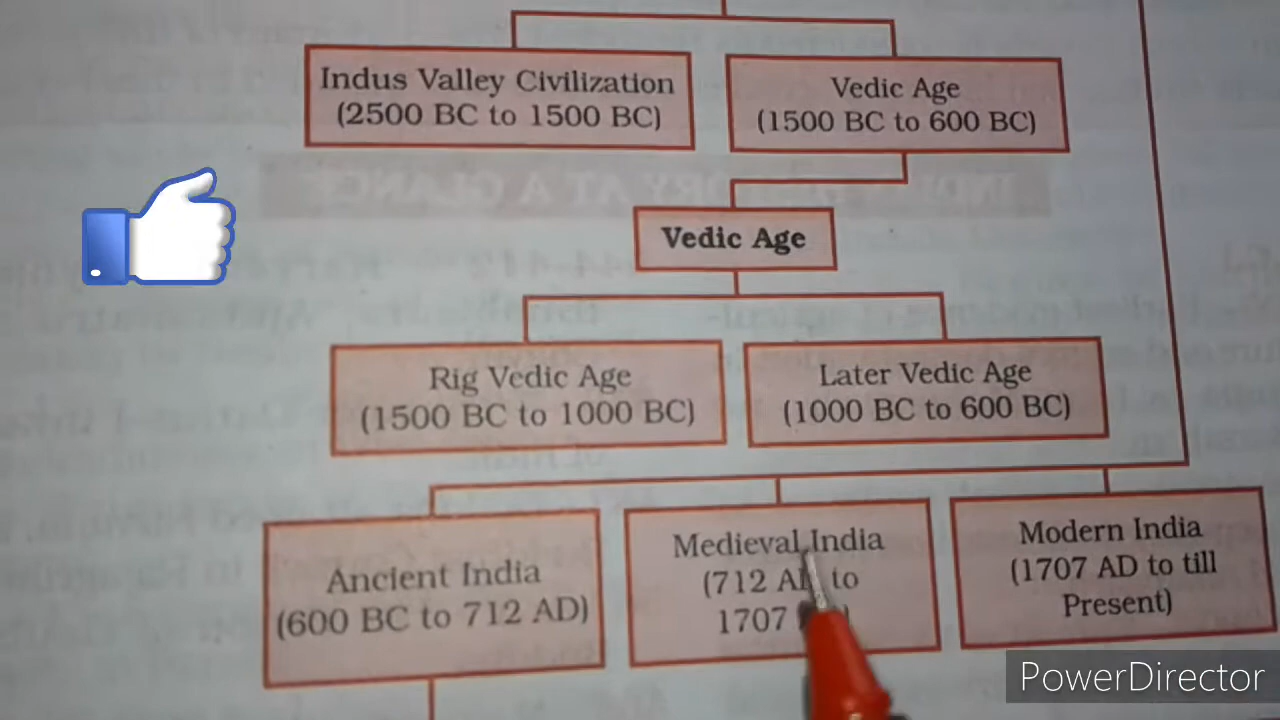 Indus Valley Civilization
(2500 BC to 1500 BC)
Vedic Age
(1500 BC to 600 BC)
Vedic Age
Rig Vedic Age
(1500 BC to 1000 BC)
Later Vedic Age
(1000 BC to 600 BC)
Ancient India
(600 BC to 712 AD)
Medieval India
(712 AD to
1707
Modern India
(1707 AD to till
Present)
PowerDirector